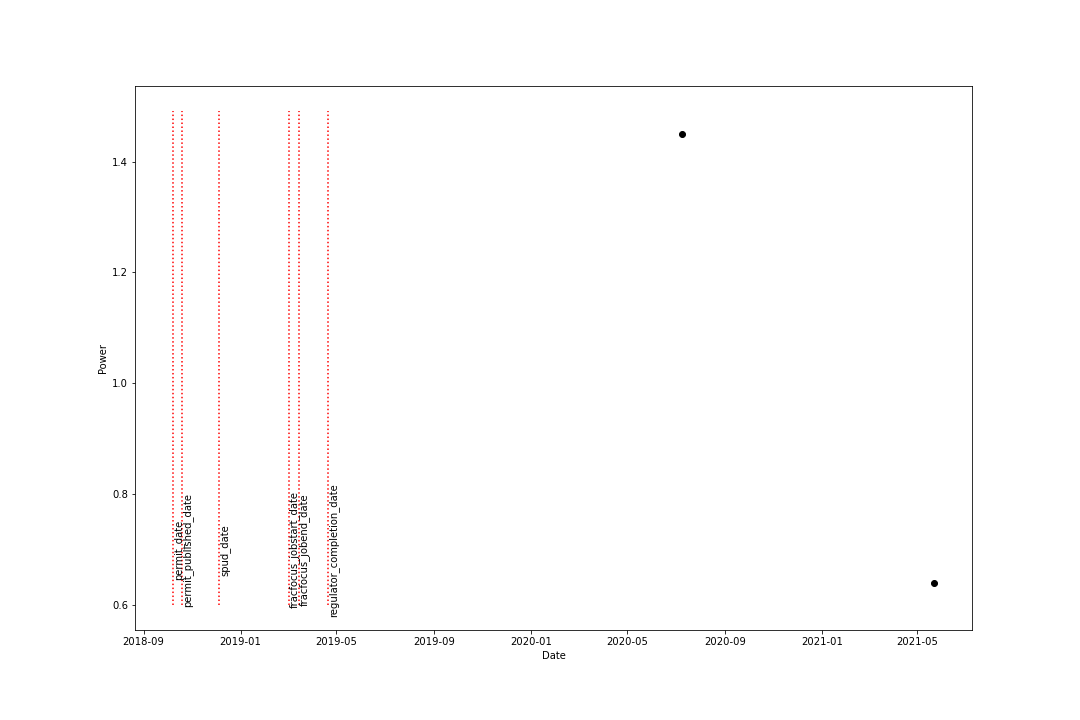 1.4
1.2
1.0
0.8
0.6
Power
permit_date
permit_published_date
spud_date
fracfocus_jobstart_date
fracfocus_jobend_date
regulator_completion_date
2018-09 2019-01 2019-05 2019-09 2020-01 2020-05 2020-09 2021-01 2021-05
Date